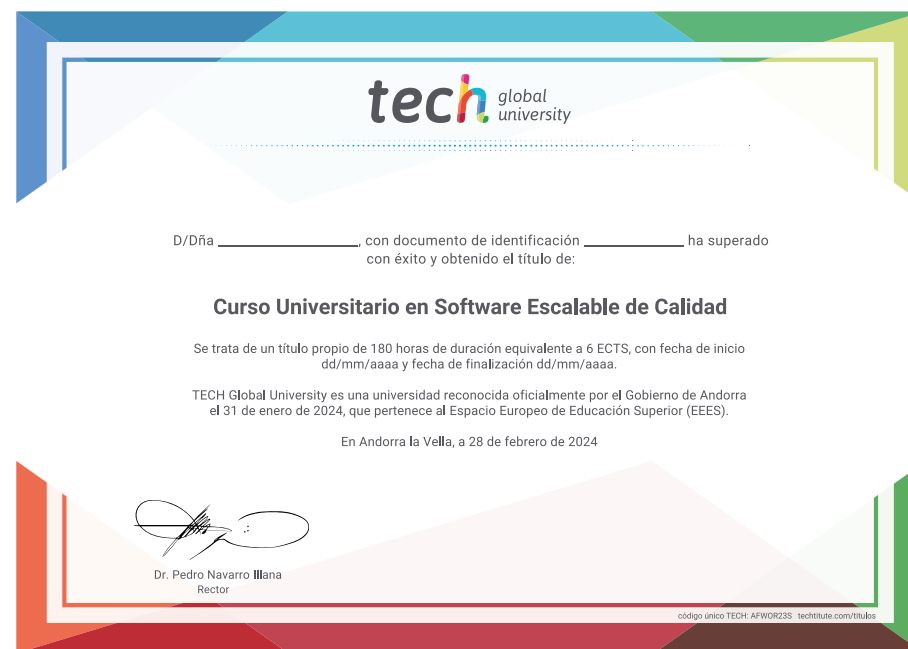 tech global university
D/Dña ____________________, con documento de identificación ______________ ha superado
con éxito y obtenido el título de:
Curso Universitario en Software Escalable de Calidad
Se trata de un título propio de 180 horas de duración equivalente a 6 ECTS, con fecha de inicio
dd/mm/aaaa y fecha de finalización dd/mm/aaaa.
TECH Global University es una universidad reconocida oficialmente por el Gobierno de Andorra
el 31 de enero de 2024, que pertenece al Espacio Europeo de Educación Superior (EEES).
En Andorra la Vella, a 28 de febrero de 2024
Dr. Pedro Navarro Illana
Rector
código único TECH: AFWOR23S techtitute.com/titulos